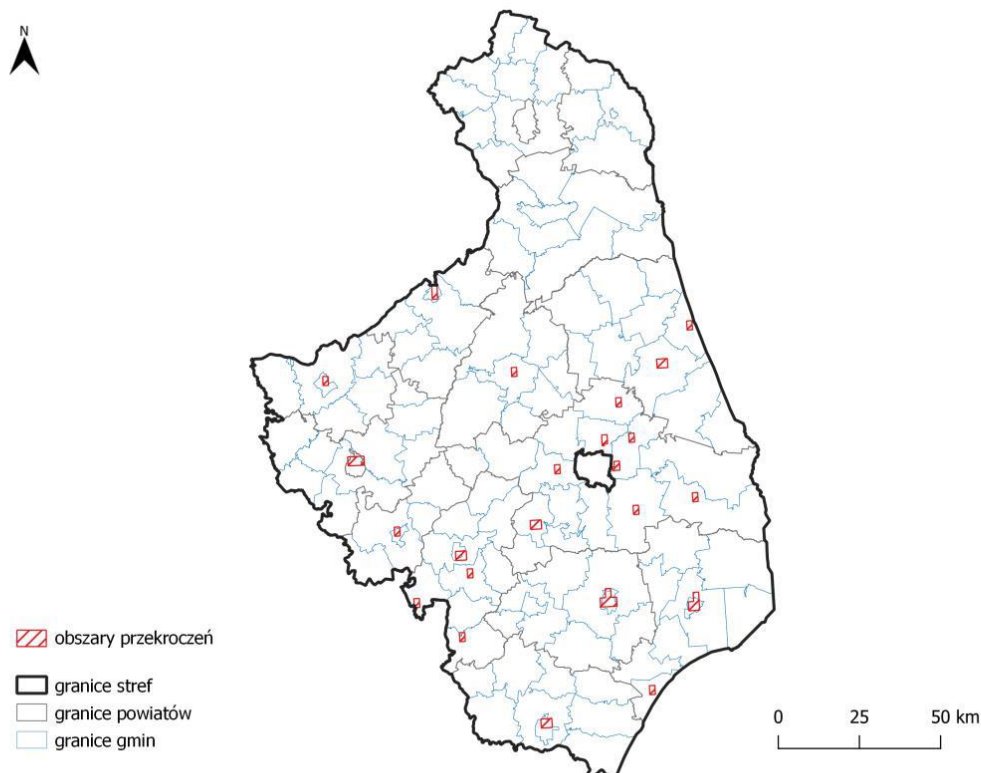 N
obszary przekroczeń
granice stref
granice powiatów
granice gmin
0 25 50 km